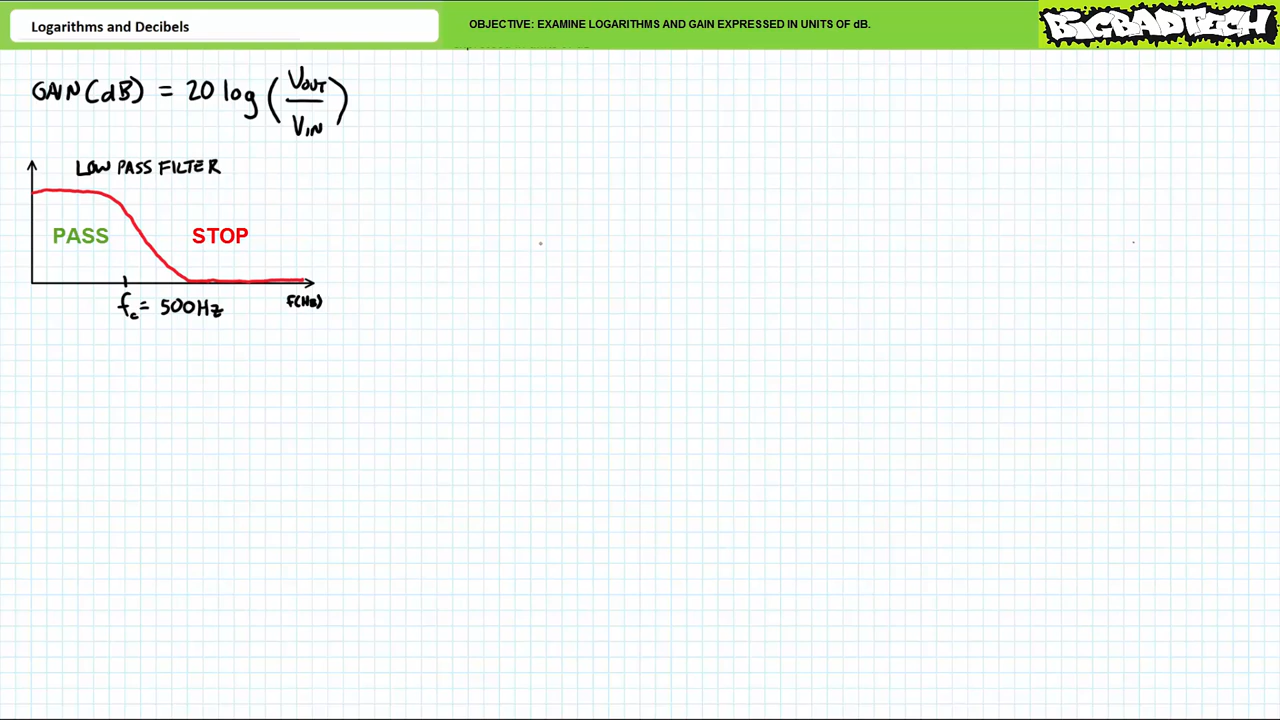 Logarithms and Decibels
OBJECTIVE: EXAMINE LOGARITHMS AND GAIN EXPRESSED IN UNITS OF dB.
BIGBADTECH
GAIN(dB) = 20 log (VOUT / VIN)
LOW PASS FILTER
PASS
STOP
fc = 500Hz
F(Hz)